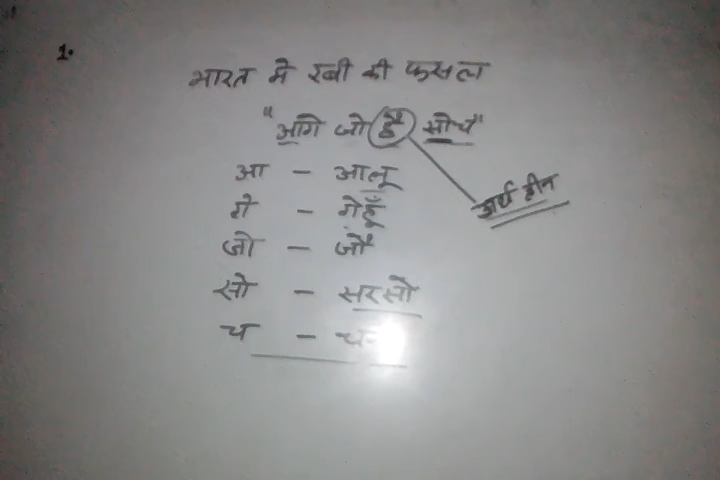 1.
भारत मे रबी की फसल
"आगे जो है सोच"
आ - आलू
गे - गेहूँ
जो - जौ
सो - सरसो
च -
अर्थ हीन